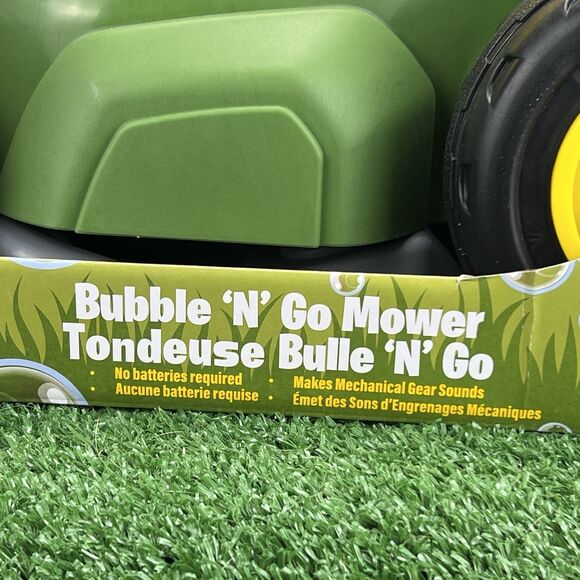 Bubble ‘N’ Go Mower
Tondeuse Bulle ‘N’ Go
• No batteries required
• Aucune batterie requise
• Makes Mechanical Gear Sounds
• Émet des Sons d’Engrenages Mécaniques